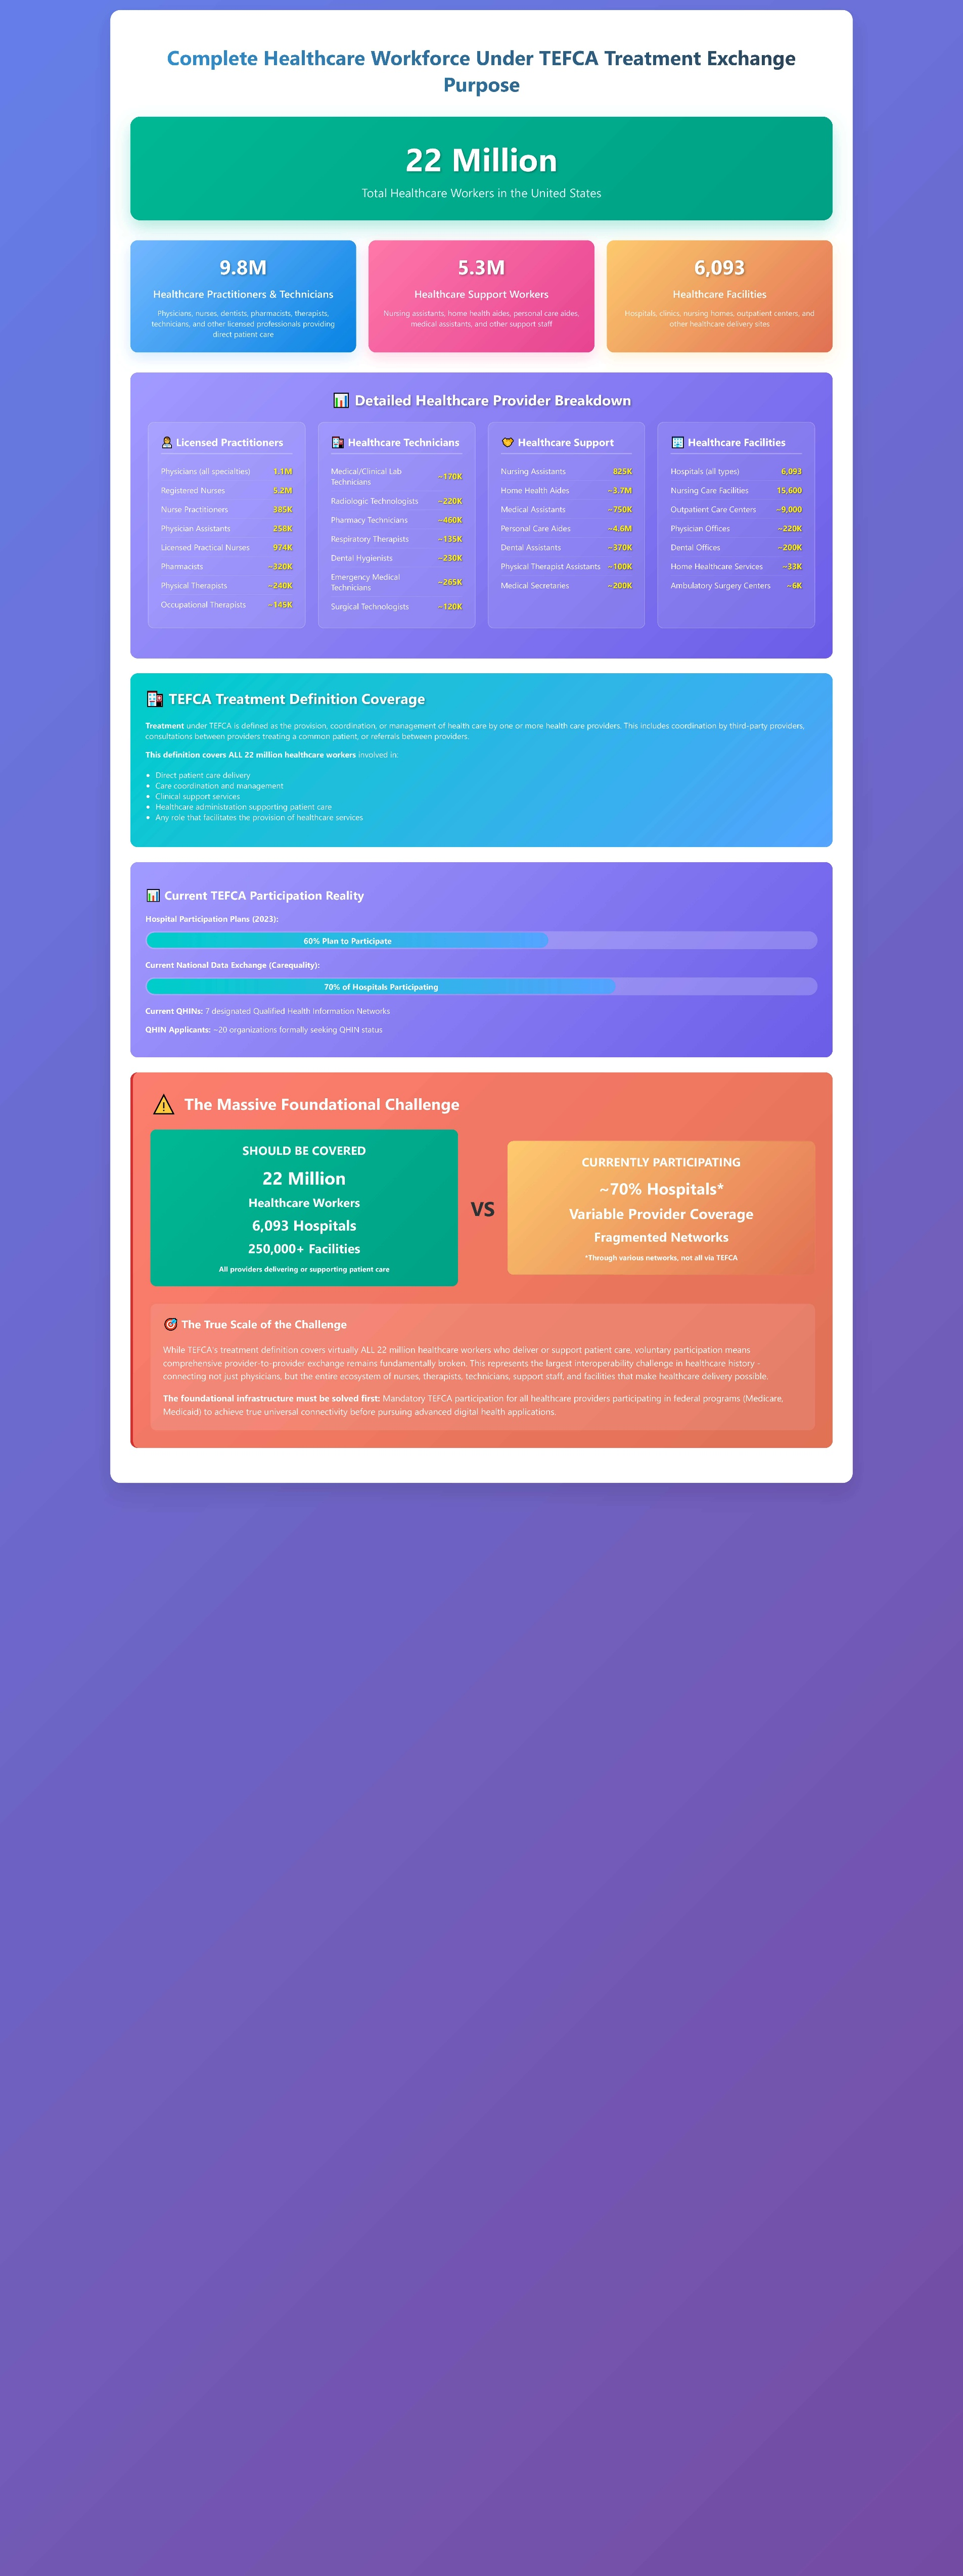 Complete Healthcare Workforce Under TEFCA Treatment Exchange
Purpose
22 Million
Total Healthcare Workers in the United States
9.8M
Healthcare Practitioners & Technicians
Physicians, nurses, dentists, pharmacists, therapists,
technicians, and other licensed professionals providing
direct patient care
5.3M
Healthcare Support Workers
Nursing assistants, home health aides, personal care aides,
medical assistants, and other support staff
6,093
Healthcare Facilities
Hospitals, clinics, nursing homes, outpatient centers, and
other healthcare delivery sites
Detailed Healthcare Provider Breakdown
Licensed Practitioners
Physicians (all specialties) 1.1M
Registered Nurses 5.2M
Nurse Practitioners 385K
Physician Assistants 258K
Licensed Practical Nurses 974K
Pharmacists ~320K
Physical Therapists ~240K
Occupational Therapists ~145K
Healthcare Technicians
Medical/Clinical Lab
Technicians ~170K
Radiologic Technologists ~220K
Pharmacy Technicians ~460K
Respiratory Therapists ~135K
Dental Hygienists ~230K
Emergency Medical
Technicians ~265K
Surgical Technologists ~120K
Healthcare Support
Nursing Assistants 825K
Home Health Aides ~3.7M
Medical Assistants ~750K
Personal Care Aides ~4.6M
Dental Assistants ~370K
Physical Therapist Assistants ~100K
Medical Secretaries ~200K
Healthcare Facilities
Hospitals (all types) 6,093
Nursing Care Facilities 15,600
Outpatient Care Centers ~9,000
Physician Offices ~220K
Dental Offices ~200K
Home Healthcare Services ~33K
Ambulatory Surgery Centers ~6K
TEFCA Treatment Definition Coverage
Treatment under TEFCA is defined as the provision, coordination, or management of health care by one or more health care providers. This includes coordination by third-party providers,
consultations between providers treating a common patient, or referrals between providers.
This definition covers ALL 22 million healthcare workers involved in:
• Direct patient care delivery
• Care coordination and management
• Clinical support services
• Healthcare administration supporting patient care
• Any role that facilitates the provision of healthcare services
Current TEFCA Participation Reality
Hospital Participation Plans (2023):
60% Plan to Participate
Current National Data Exchange (Carequality):
70% of Hospitals Participating
Current QHINs: 7 designated Qualified Health Information Networks
QHIN Applicants: ~20 organizations formally seeking QHIN status
The Massive Foundational Challenge
SHOULD BE COVERED
22 Million
Healthcare Workers
6,093 Hospitals
250,000+ Facilities
All providers delivering or supporting patient care
VS
CURRENTLY PARTICIPATING
~70% Hospitals*
Variable Provider Coverage
Fragmented Networks
*Through various networks, not all via TEFCA
The True Scale of the Challenge
While TEFCA's treatment definition covers virtually ALL 22 million healthcare workers who deliver or support patient care, voluntary participation means
comprehensive provider-to-provider exchange remains fundamentally broken. This represents the largest interoperability challenge in healthcare history -
connecting not just physicians, but the entire ecosystem of nurses, therapists, technicians, support staff, and facilities that make healthcare delivery possible.
The foundational infrastructure must be solved first: Mandatory TEFCA participation for all healthcare providers participating in federal programs (Medicare,
Medicaid) to achieve true universal connectivity before pursuing advanced digital health applications.